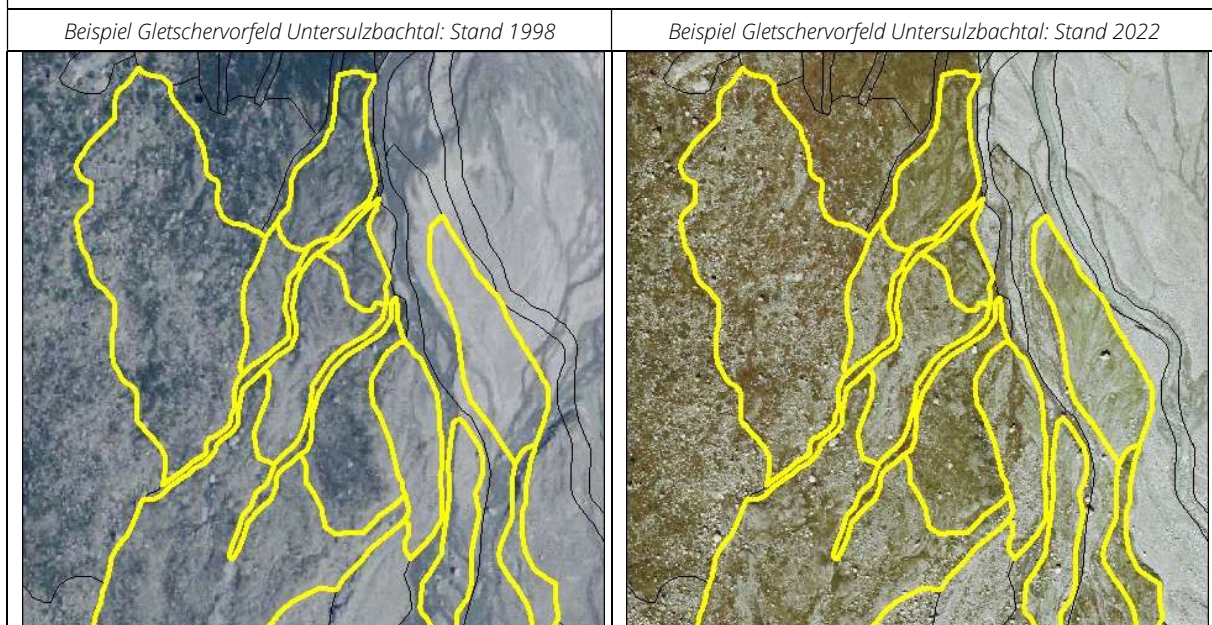 Beispiel Gletschervorfeld Untersulzbachtal: Stand 1998
Beispiel Gletschervorfeld Untersulzbachtal: Stand 2022